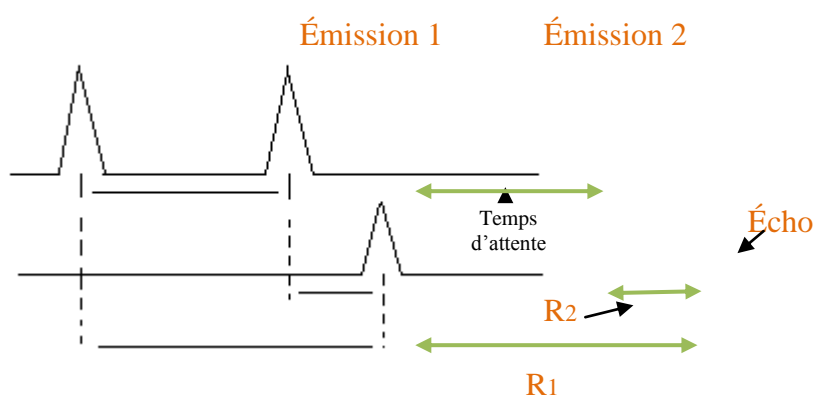 Émission 1
Émission 2
Temps
d’attente
Écho
R2
R1